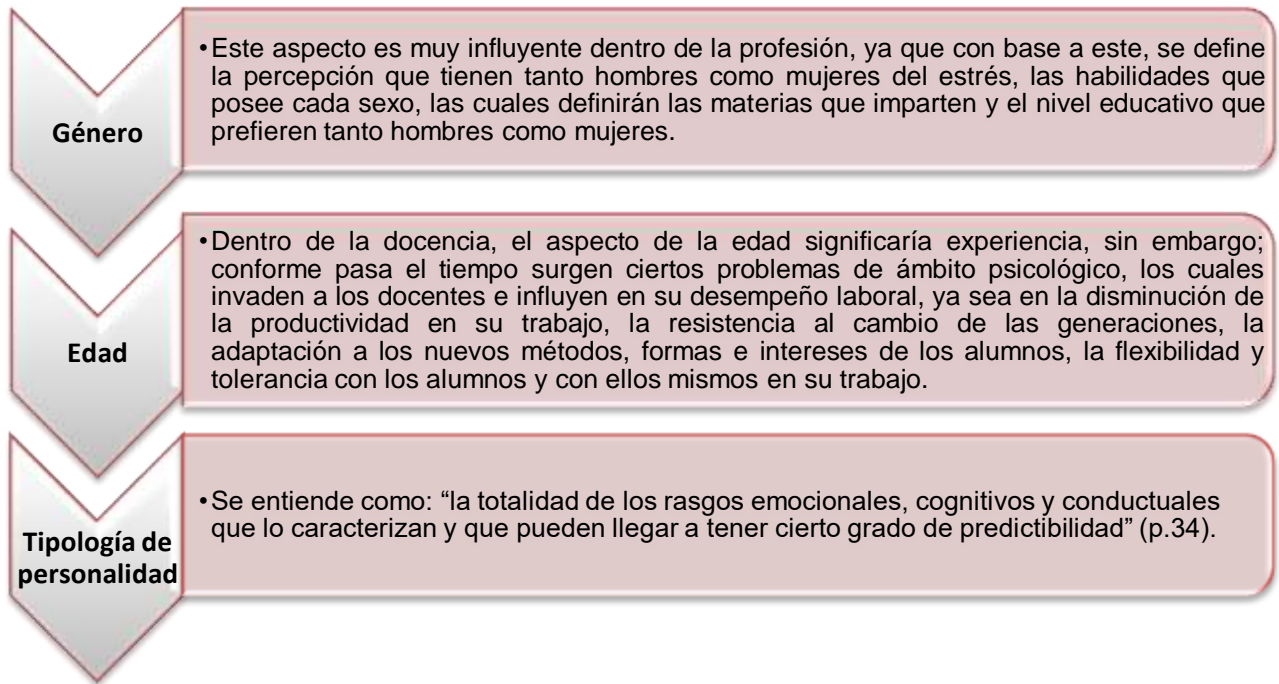 Género
•Este aspecto es muy influyente dentro de la profesión, ya que con base a este, se define
la percepción que tienen tanto hombres como mujeres del estrés, las habilidades que
posee cada sexo, las cuales definirán las materias que imparten y el nivel educativo que
prefieren tanto hombres como mujeres.
Edad
•Dentro de la docencia, el aspecto de la edad significaría experiencia, sin embargo;
conforme pasa el tiempo surgen ciertos problemas de ámbito psicológico, los cuales
invaden a los docentes e influyen en su desempeño laboral, ya sea en la disminución de
la productividad en su trabajo, la resistencia al cambio de las generaciones, la
adaptación a los nuevos métodos, formas e intereses de los alumnos, la flexibilidad y
tolerancia con los alumnos y con ellos mismos en su trabajo.
Tipología de
personalidad
•Se entiende como: “la totalidad de los rasgos emocionales, cognitivos y conductuales
que lo caracterizan y que pueden llegar a tener cierto grado de predictibilidad” (p.34).